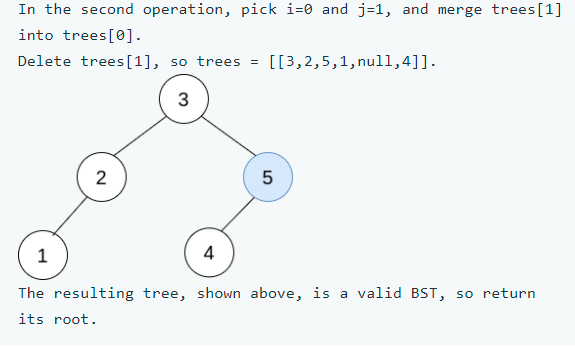 In the second operation, pick i=0 and j=1, and merge trees[1]
into trees[0].
Delete trees[1], so trees = [[3,2,5,1,null,4]].
3
2
5
1
4
The resulting tree, shown above, is a valid BST, so return
its root.